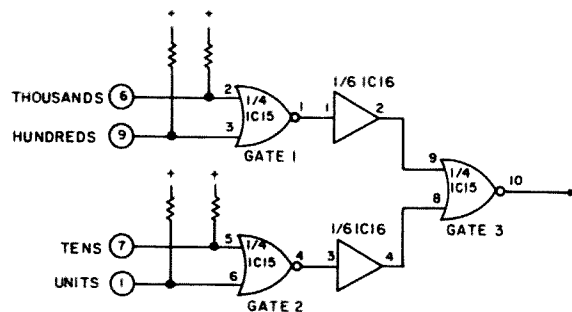 + +
1/6 IC16
THOUSANDS 6 2 1/4 IC15 1 1 2
HUNDREDS 9 3
GATE 1
+ +
9 1/4 IC15 10
8
1/6 IC16
GATE 3
TENS 7 5 1/4 IC15 4 3 4
UNITS 1 6
GATE 2